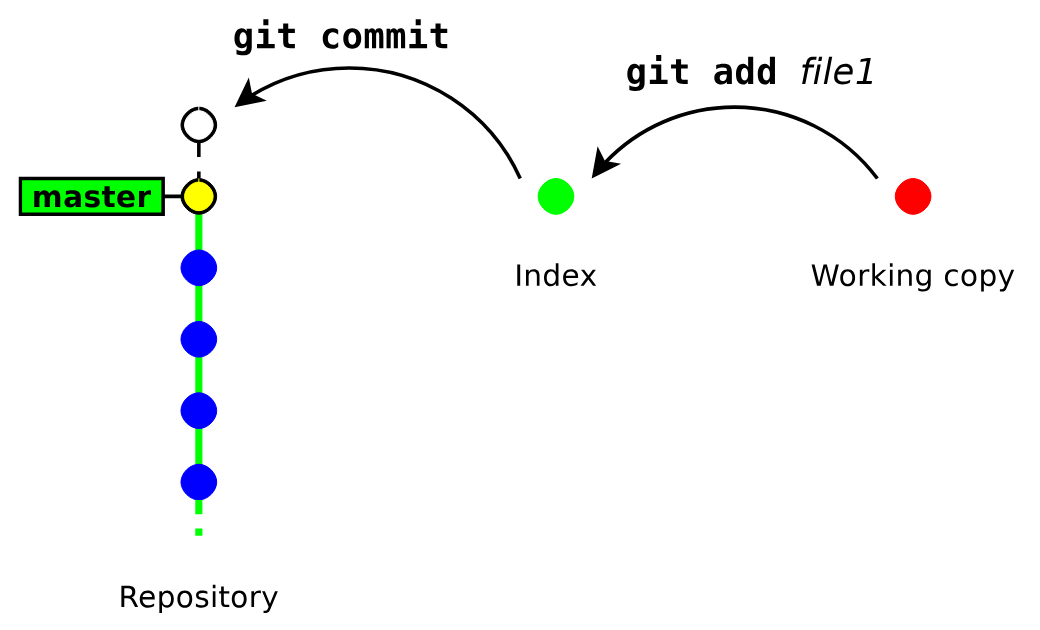 git commit
git add file1
master
Index
Working copy
Repository